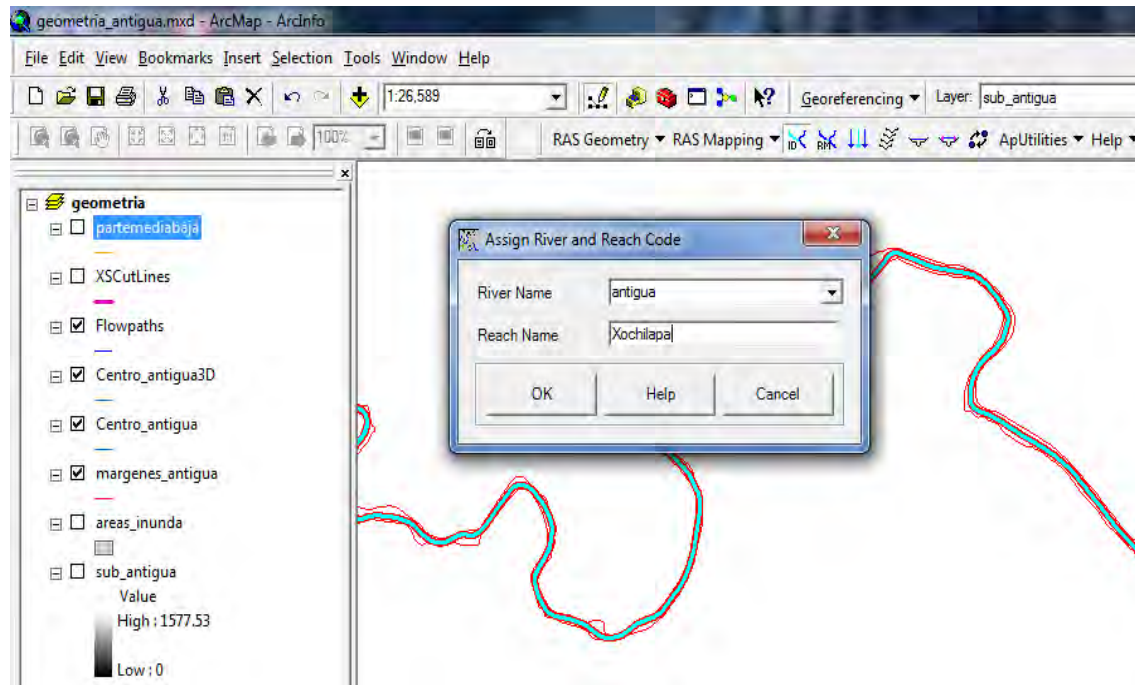 geometria_antigua.mxd - ArcMap - ArcInfo
File Edit View Bookmarks Insert Selection Tools Window Help
1:26,589 Georeferencing Layer: sub_antigua
100% RAS Geometry RAS Mapping ID RPK ApUtilities Help
geometria
partemediabaja
XSCutLines
Flowpaths
Centro_antigua3D
Centro_antigua
margenes_antigua
areas_inunda
sub_antigua
Value
High : 1577.53
Low : 0
Assign River and Reach Code
River Name antigua
Reach Name Xochilapa
OK Help Cancel